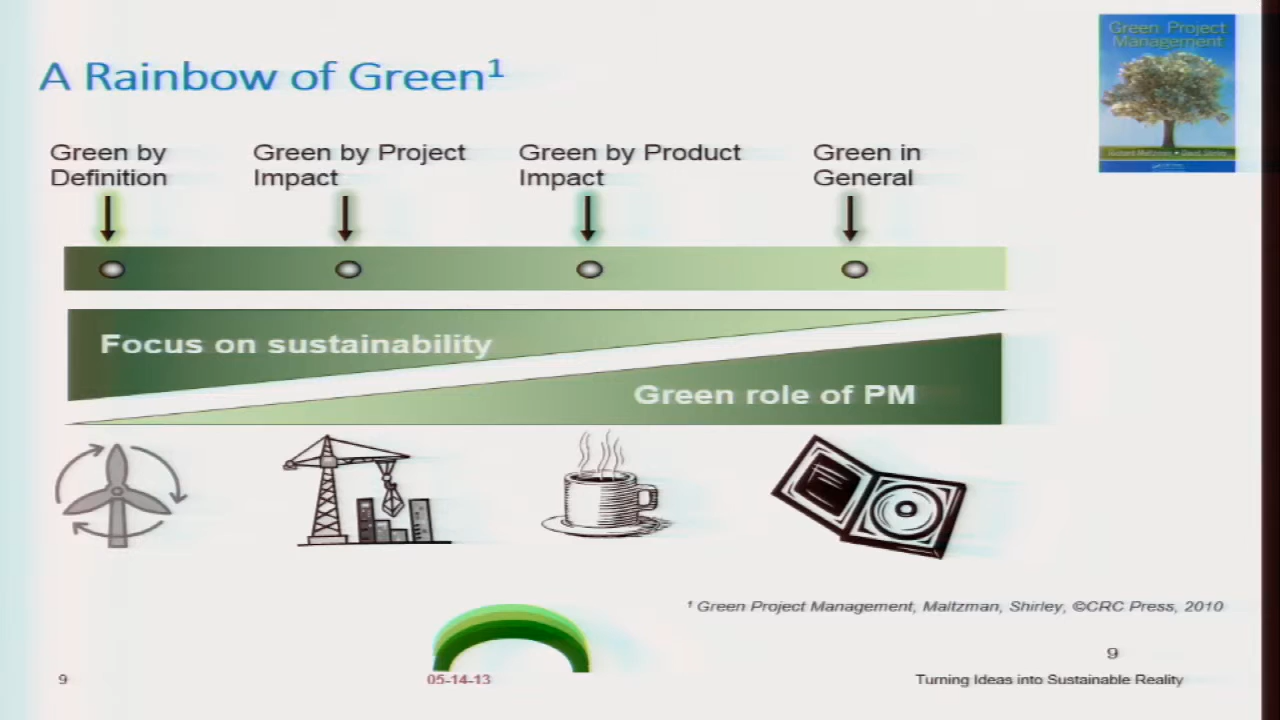 A Rainbow of Green¹
Green Project
Management
Green by
Definition
Green by Project
Impact
Green by Product
Impact
Green in
General
Focus on sustainability
Green role of PM
¹ Green Project Management, Maltzman, Shirley, ©CRC Press, 2010
9
9
05-14-13
Turning Ideas into Sustainable Reality